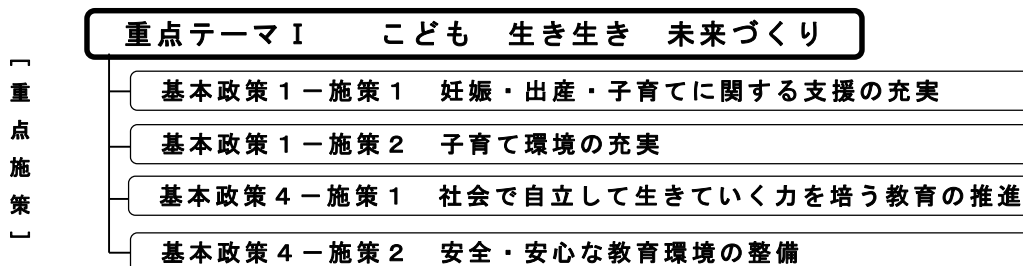 重点テーマⅠ　こども　生き生き　未来づくり
［重点施策］
基本政策１－施策１　妊娠・出産・子育てに関する支援の充実
基本政策１－施策２　子育て環境の充実
基本政策４－施策１　社会で自立して生きていく力を培う教育の推進
基本政策４－施策２　安全・安心な教育環境の整備